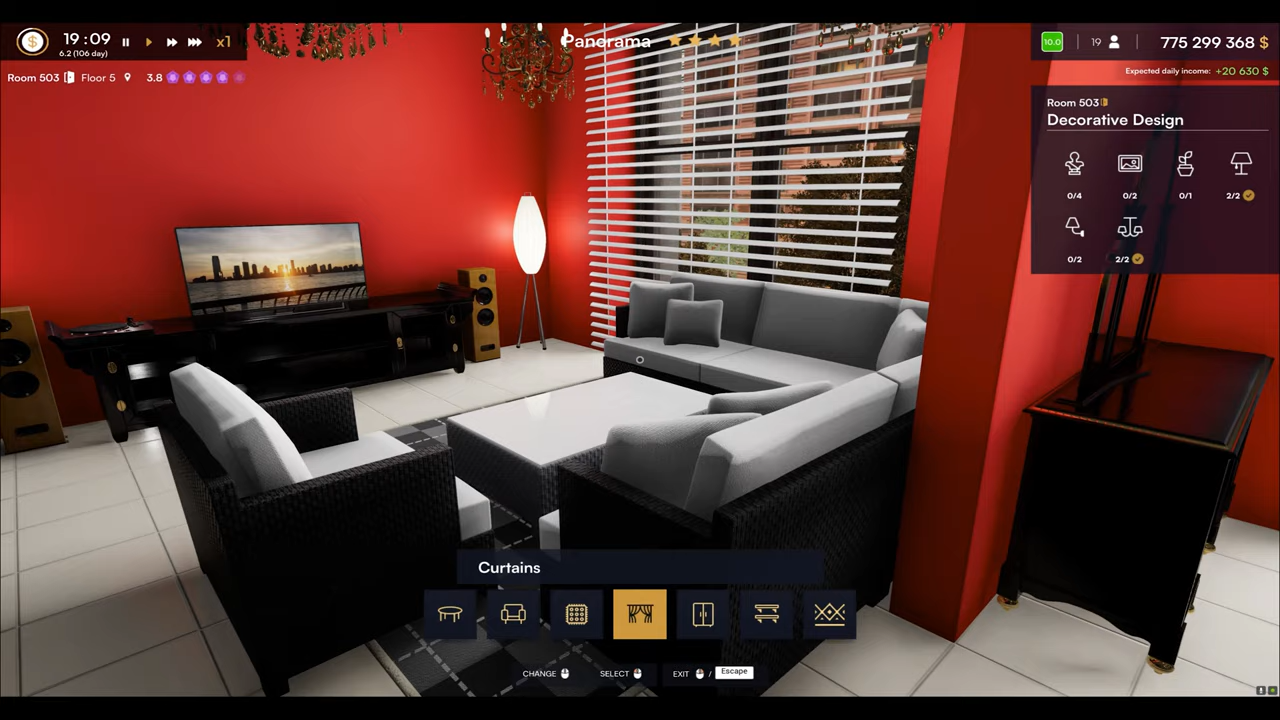 19:09
6.2 (106 day)
x1
Panorama
10.0
19
775 299 368 $
Expected daily income: +20 630 $
Room 503 Floor 5 3.8
Room 503
Decorative Design
0/4 0/2 0/1 2/2
0/2 2/2
Curtains
CHANGE SELECT EXIT / Escape